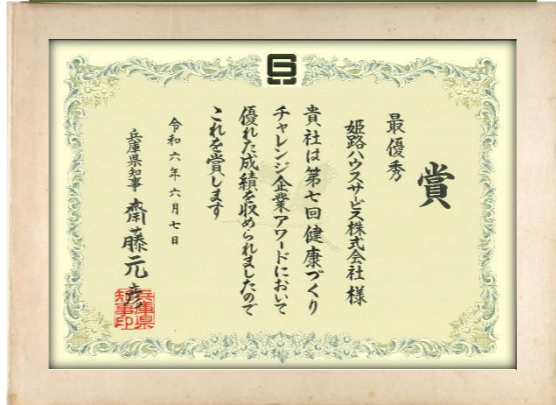 賞
最優秀
姫路ハウスサービス株式会社 様
貴社は第七回健康づくり
チャレンジ企業アワードにおいて
優れた成績を収められましたので
これを賞します
令和六年六月七日
兵庫県知事 齋藤元彦
兵庫県
知事印